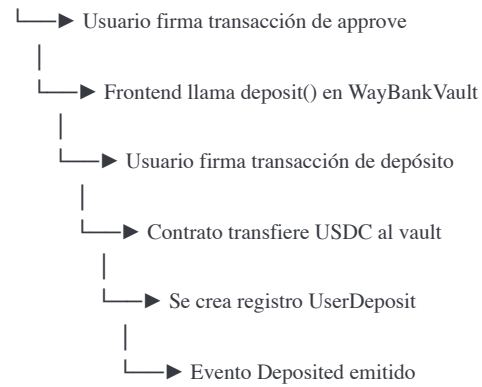 Usuario firma transacción de approve
Frontend llama deposit() en WayBankVault
Usuario firma transacción de depósito
Contrato transfiere USDC al vault
Se crea registro UserDeposit
Evento Deposited emitido